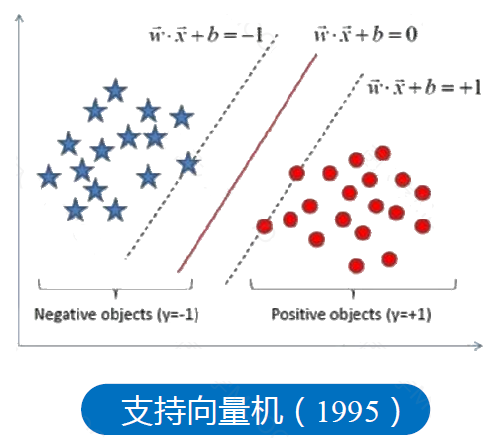 w⃗ · x⃗ + b = −1
w⃗ · x⃗ + b = 0
w⃗ · x⃗ + b = +1
Negative objects (y=-1)
Positive objects (y=+1)
支持向量机（1995）